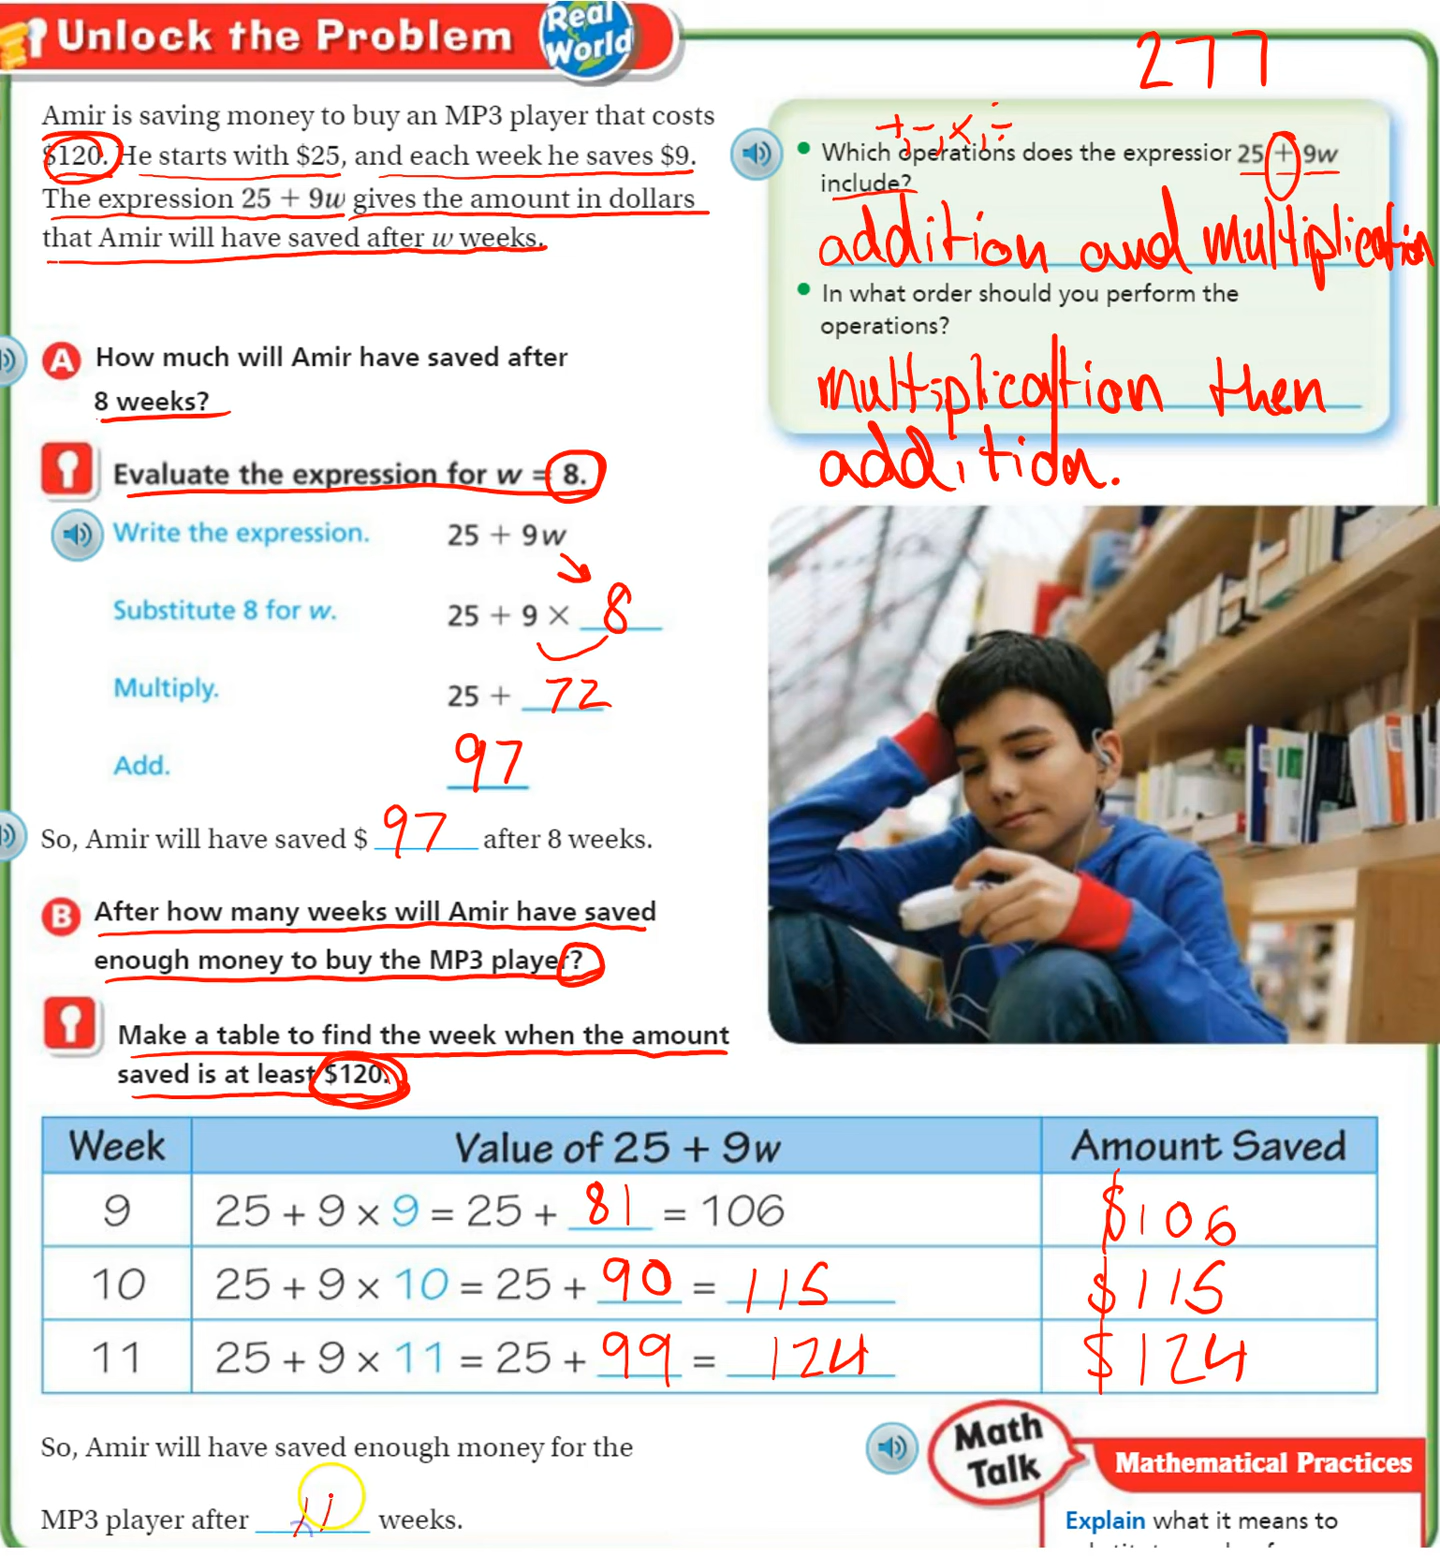 Unlock the Problem
Real
World
277
Amir is saving money to buy an MP3 player that costs
$120. He starts with $25, and each week he saves $9.
The expression 25 + 9w gives the amount in dollars
that Amir will have saved after w weeks.
+, -, ×, ÷
• Which operations does the expression 25 + 9w
include?
addition and multiplication
• In what order should you perform the
operations?
multiplication then
addition.
A How much will Amir have saved after
8 weeks?
Evaluate the expression for w = 8.
Write the expression. 25 + 9w
Substitute 8 for w. 25 + 9 × 8
Multiply. 25 + 72
Add. 97
So, Amir will have saved $ 97 after 8 weeks.
B After how many weeks will Amir have saved
enough money to buy the MP3 player?
Make a table to find the week when the amount
saved is at least $120.
Week Value of 25 + 9w Amount Saved
9 25 + 9 × 9 = 25 + 81 = 106 $106
10 25 + 9 × 10 = 25 + 90 = 115 $115
11 25 + 9 × 11 = 25 + 99 = 124 $124
So, Amir will have saved enough money for the
MP3 player after 11 weeks.
Math
Talk
Mathematical Practices
Explain what it means to